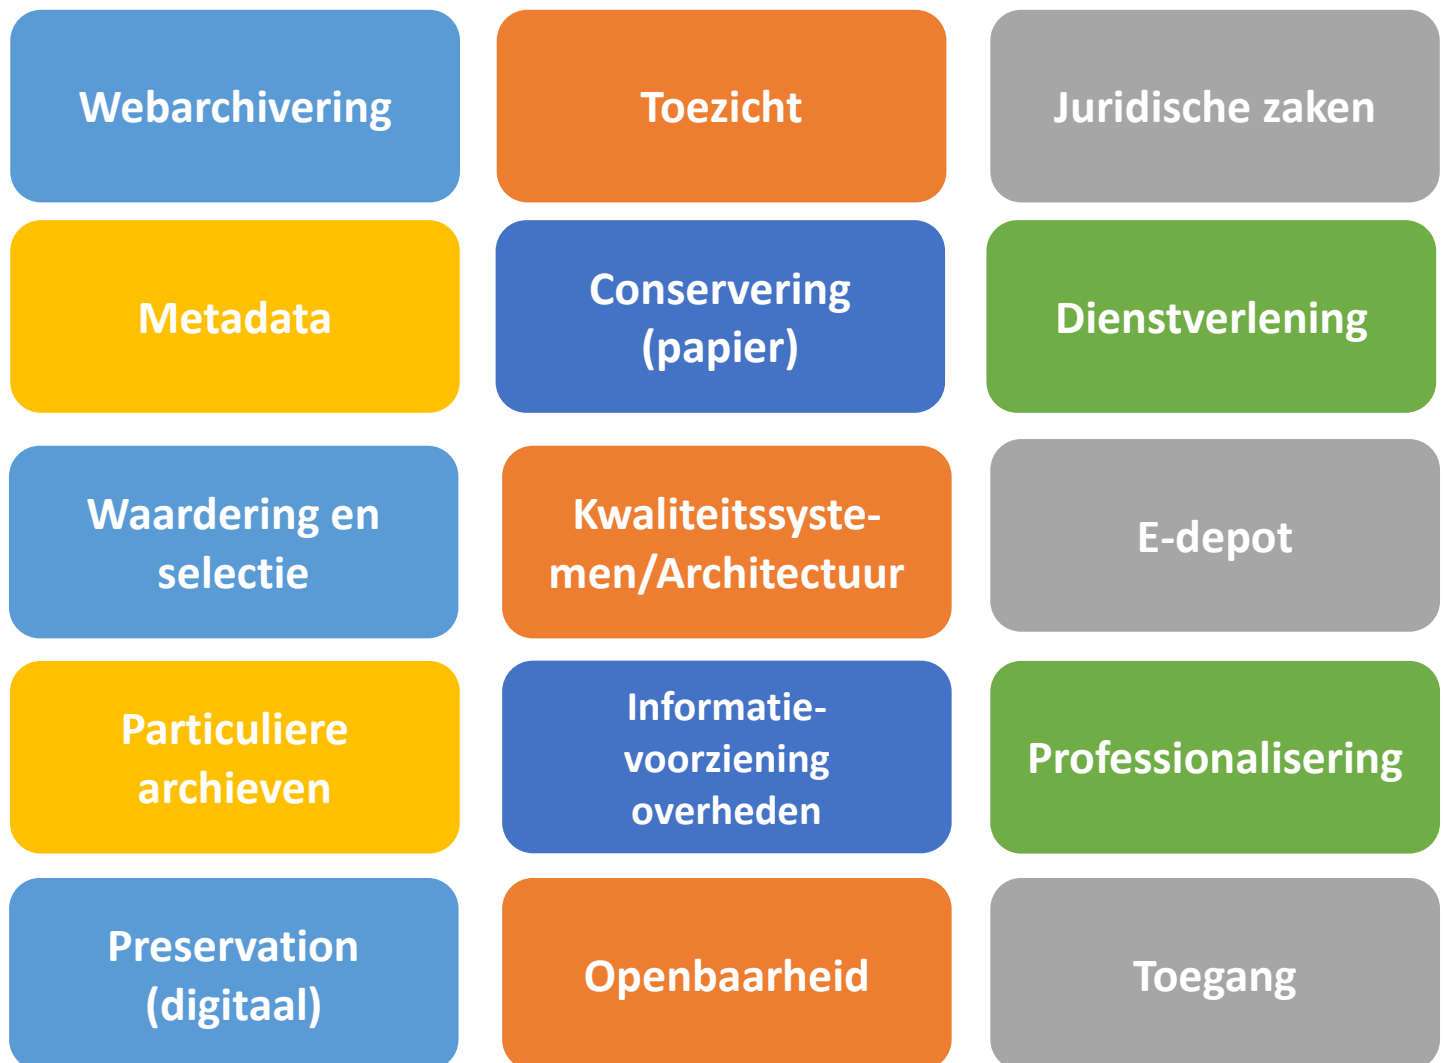 Webarchivering
Toezicht
Juridische zaken
Metadata
Conservering
(papier)
Dienstverlening
Waardering en
selectie
Kwaliteitssyste-
men/Architectuur
E-depot
Particuliere
archieven
Informatie-
voorziening
overheden
Professionalisering
Preservation
(digitaal)
Openbaarheid
Toegang